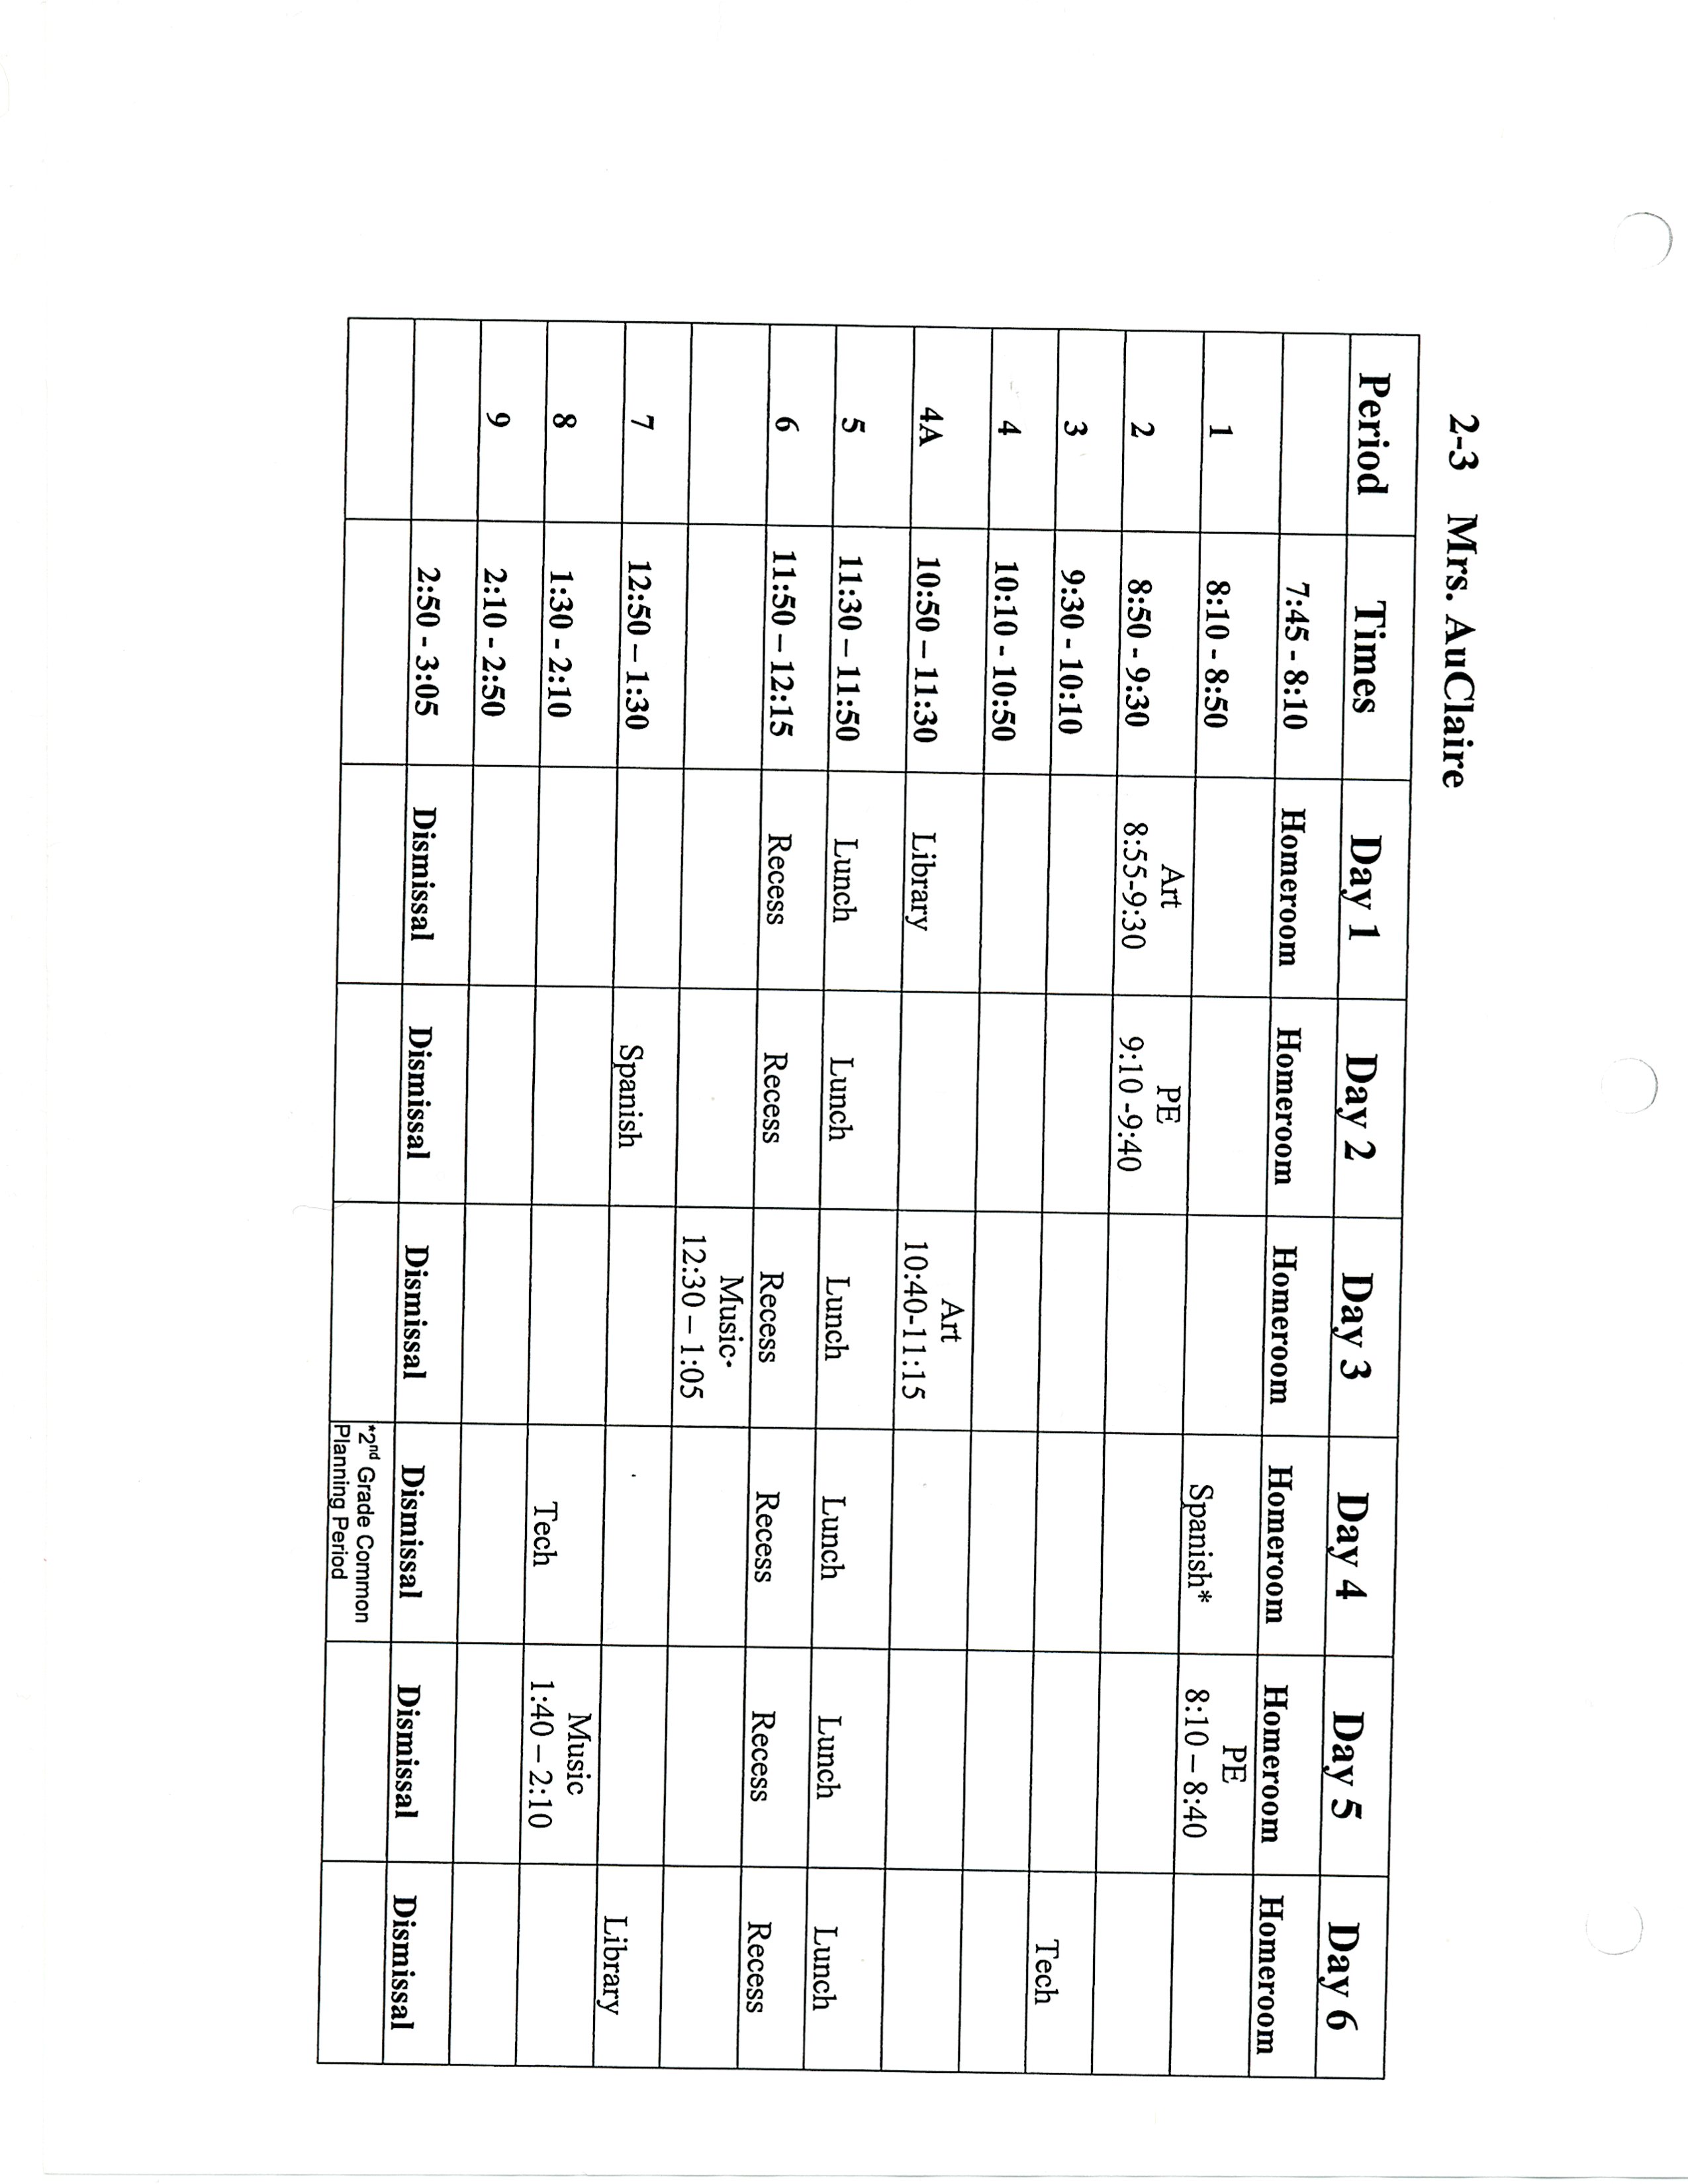 2-3 Mrs. AuClaire
Period Times Day 1 Day 2 Day 3 Day 4 Day 5 Day 6
7:45 - 8:10 Homeroom Homeroom Homeroom Homeroom Homeroom Homeroom
1 8:10 - 8:50 Spanish* PE
8:10 – 8:40
2 8:50 - 9:30 Art PE
8:55-9:30 9:10 -9:40
3 9:30 - 10:10 Tech
4 10:10 - 10:50
4A 10:50 – 11:30 Library Art
10:40-11:15
5 11:30 – 11:50 Lunch Lunch Lunch Lunch Lunch Lunch
6 11:50 – 12:15 Recess Recess Recess Recess Recess Recess
Music-
12:30 – 1:05
7 12:50 – 1:30 Spanish Library
8 1:30 - 2:10 Tech Music
1:40 – 2:10
9 2:10 - 2:50
2:50 - 3:05 Dismissal Dismissal Dismissal Dismissal Dismissal Dismissal
*2nd Grade Common
Planning Period